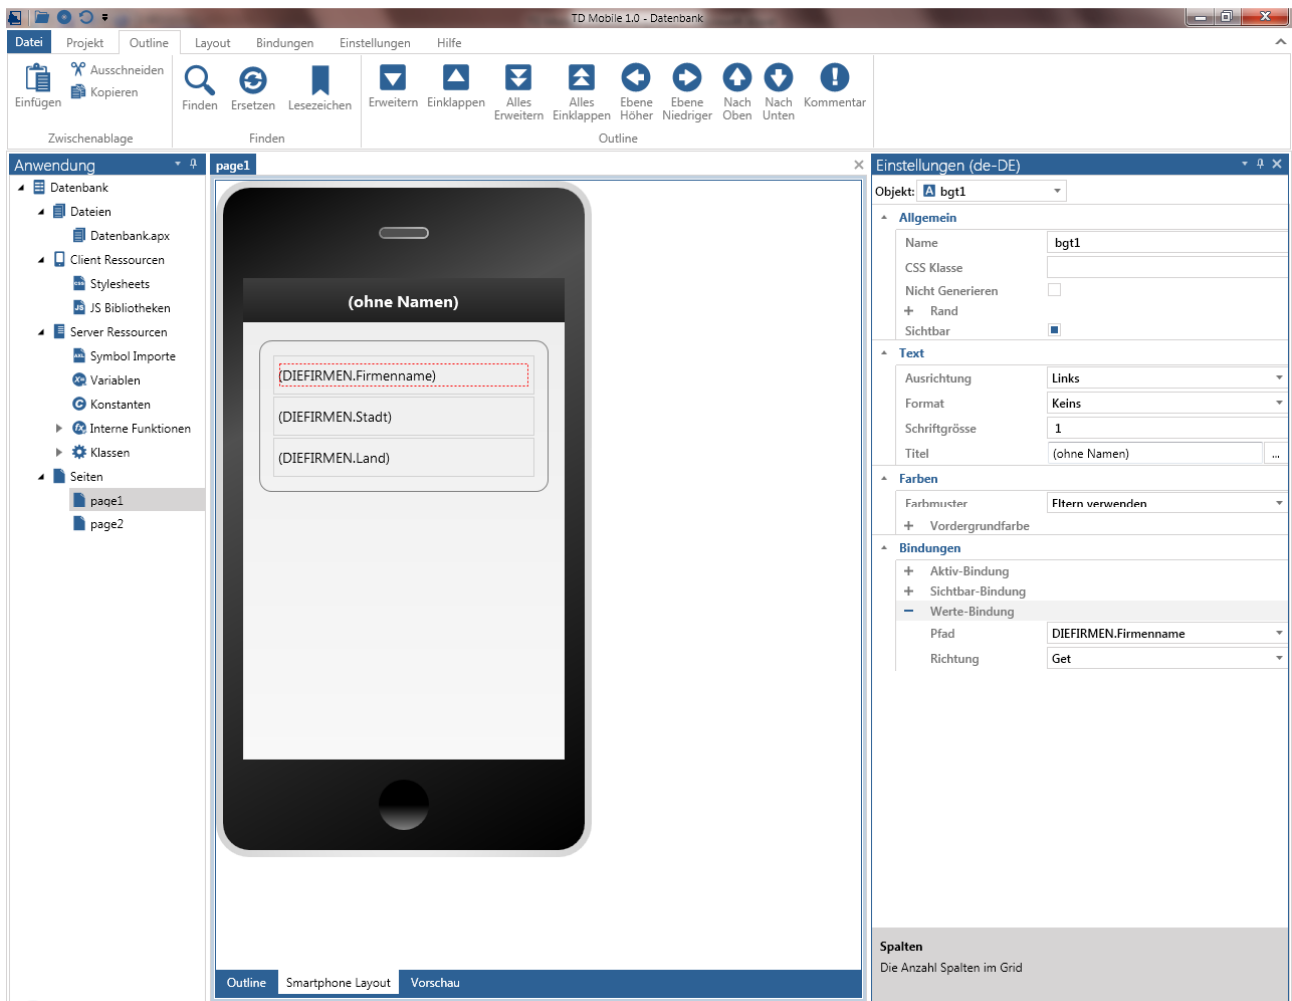 TD Mobile 1.0 - Datenbank
Datei Projekt Outline Layout Bindungen Einstellungen Hilfe
Einfügen
Ausschneiden
Kopieren
Zwischenablage
Finden Ersetzen Lesezeichen
Finden
Erweitern Einklappen Alles Erweitern Alles Einklappen Ebene Höher Ebene Niedriger Nach Oben Nach Unten Kommentar
Outline
Anwendung
Datenbank
Dateien
Datenbank.apx
Client Ressourcen
Stylesheets
JS Bibliotheken
Server Ressourcen
Symbol Importe
Variablen
Konstanten
Interne Funktionen
Klassen
Seiten
page1
page2
page1
(ohne Namen)
(DIEFIRMEN.Firmenname)
(DIEFIRMEN.Stadt)
(DIEFIRMEN.Land)
Outline Smartphone Layout Vorschau
Einstellungen (de-DE)
Objekt: A bgt1
Allgemein
Name bgt1
CSS Klasse
Nicht Generieren
+ Rand
Sichtbar
Text
Ausrichtung Links
Format Keins
Schriftgrösse 1
Titel (ohne Namen) ...
Farben
Farbmuster Eltern verwenden
+ Vordergrundfarbe
Bindungen
+ Aktiv-Bindung
+ Sichtbar-Bindung
− Werte-Bindung
Pfad DIEFIRMEN.Firmenname
Richtung Get
Spalten
Die Anzahl Spalten im Grid